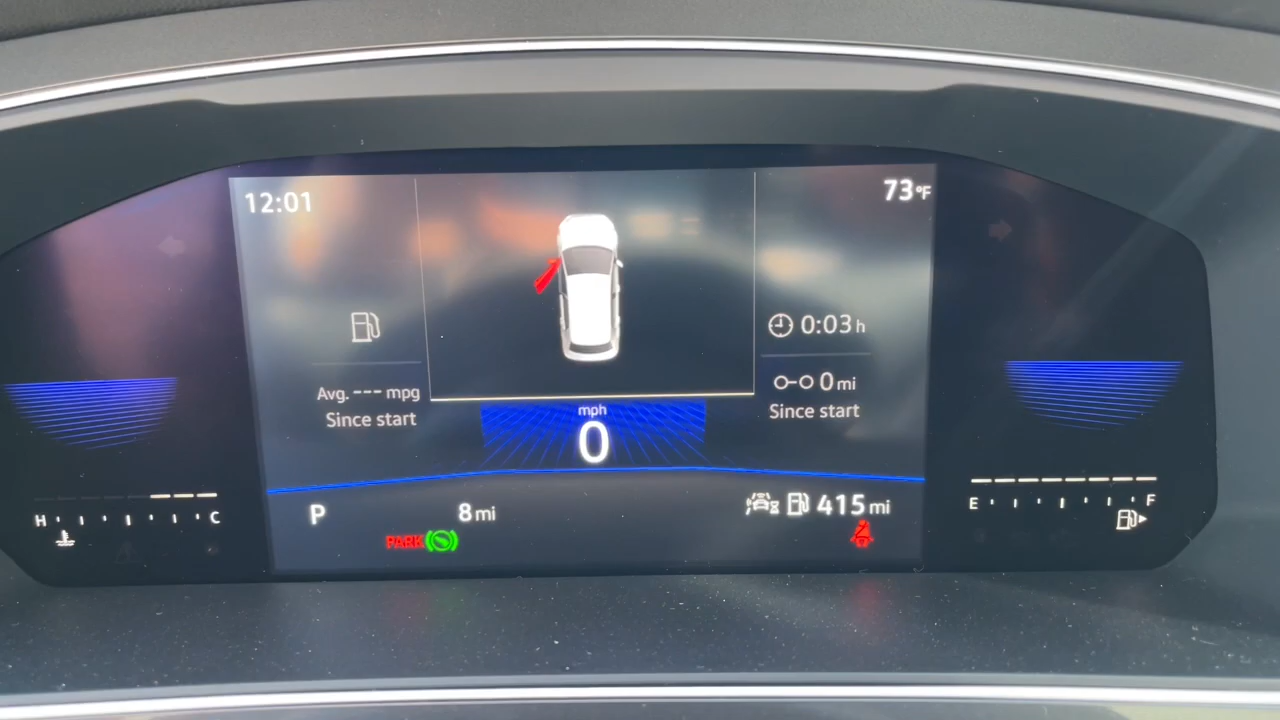 12:01
73°F
0:03 h
Avg. --- mpg
Since start
0 mi
Since start
mph
0
H C
E F
P
8 mi
415 mi
PARK